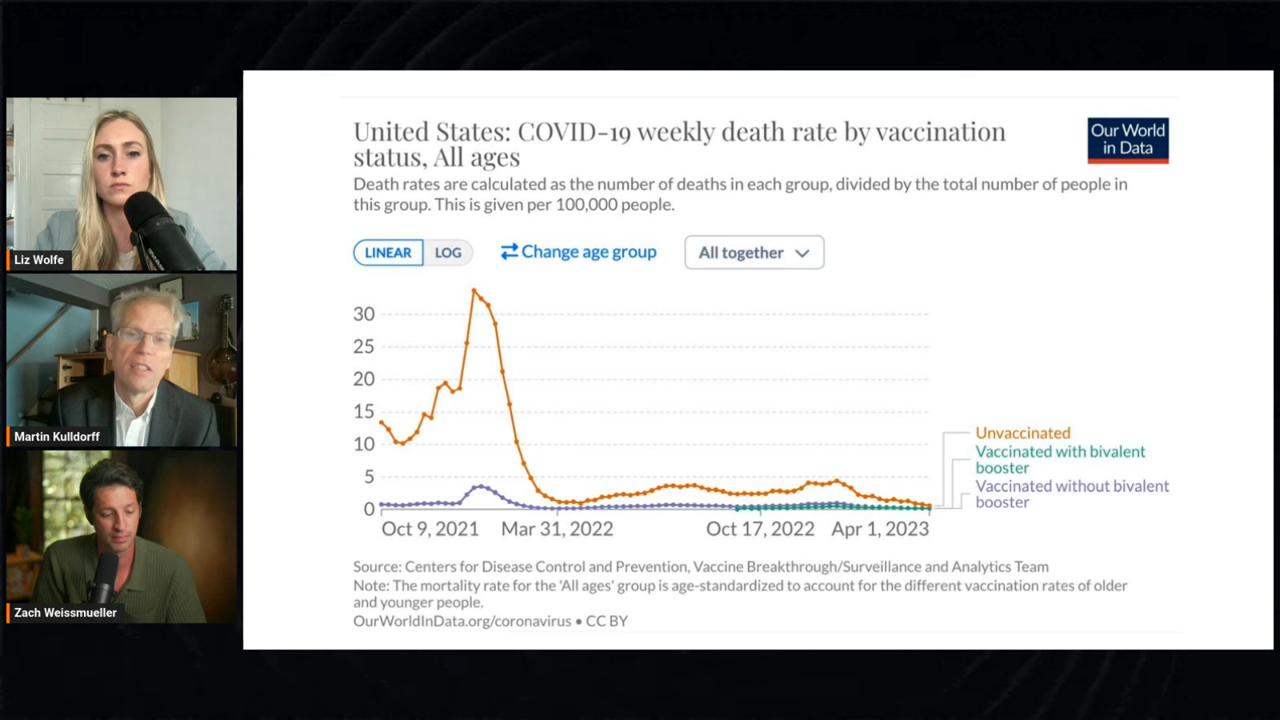 Liz Wolfe
Martin Kulldorff
Zach Weissmueller
United States: COVID-19 weekly death rate by vaccination
status, All ages
Our World
in Data
Death rates are calculated as the number of deaths in each group, divided by the total number of people in
this group. This is given per 100,000 people.
LINEAR LOG Change age group All together
30
25
20
15
10
5
0
Oct 9, 2021 Mar 31, 2022 Oct 17, 2022 Apr 1, 2023
Unvaccinated
Vaccinated with bivalent
booster
Vaccinated without bivalent
booster
Source: Centers for Disease Control and Prevention, Vaccine Breakthrough/Surveillance and Analytics Team
Note: The mortality rate for the 'All ages' group is age-standardized to account for the different vaccination rates of older
and younger people.
OurWorldInData.org/coronavirus • CC BY